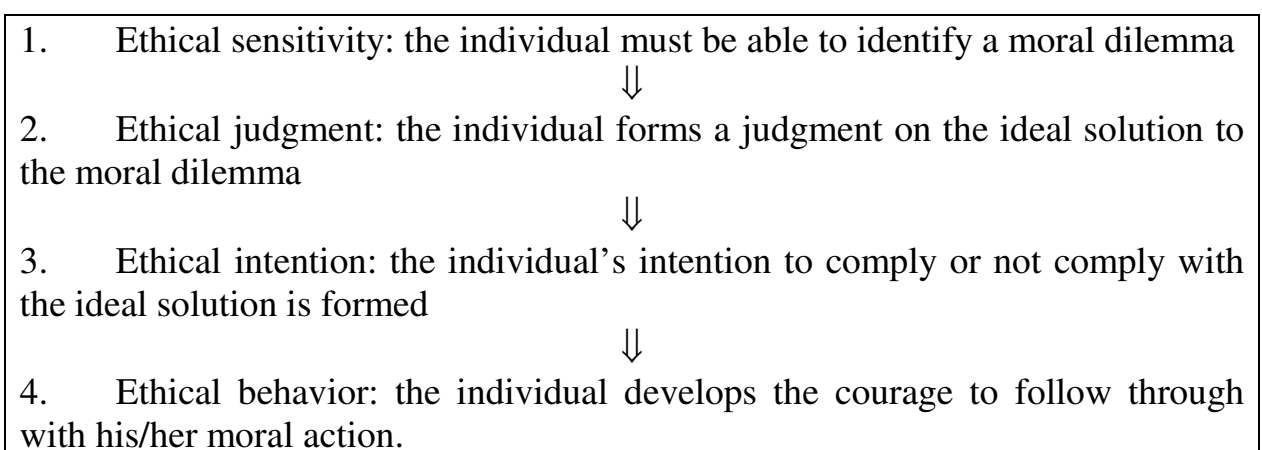 1. Ethical sensitivity: the individual must be able to identify a moral dilemma
⇓
2. Ethical judgment: the individual forms a judgment on the ideal solution to
the moral dilemma
⇓
3. Ethical intention: the individual’s intention to comply or not comply with
the ideal solution is formed
⇓
4. Ethical behavior: the individual develops the courage to follow through
with his/her moral action.